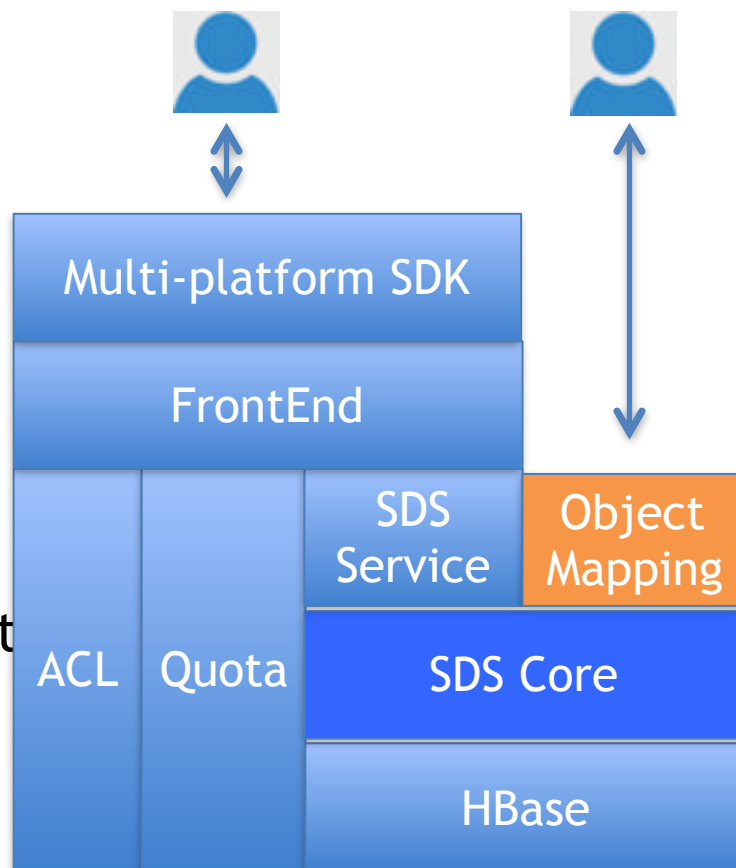 Multi-platform SDK
FrontEnd
SDS
Service
Object
Mapping
t
ACL
Quota
SDS Core
HBase